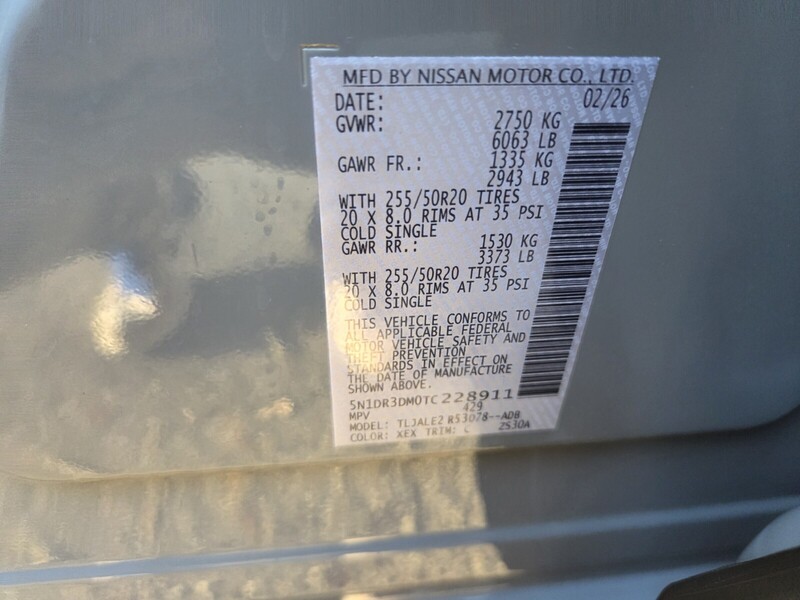 MFD BY NISSAN MOTOR CO., LTD.
DATE: 02/26
GVWR: 2750 KG
6063 LB
GAWR FR.: 1335 KG
2943 LB
WITH 255/50R20 TIRES
20 X 8.0 RIMS AT 35 PSI
COLD SINGLE
GAWR RR.: 1530 KG
3373 LB
WITH 255/50R20 TIRES
20 X 8.0 RIMS AT 35 PSI
COLD SINGLE
THIS VEHICLE CONFORMS TO
ALL APPLICABLE FEDERAL
MOTOR VEHICLE SAFETY AND
THEFT PREVENTION
STANDARDS IN EFFECT ON
THE DATE OF MANUFACTURE
SHOWN ABOVE.
5N1DR3DM0TC228911
MPV 429
MODEL: TLJALE2 R53078--ADB
COLOR: XEX TRIM: C 2S30A